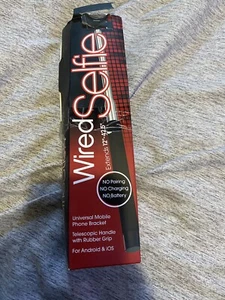 Wired
Selfie
Extends 12"-42.5"
NO Pairing
NO Charging
NO Battery
Universal Mobile
Phone Bracket
Telescopic Handle
with Rubber Grip
For Android & iOS